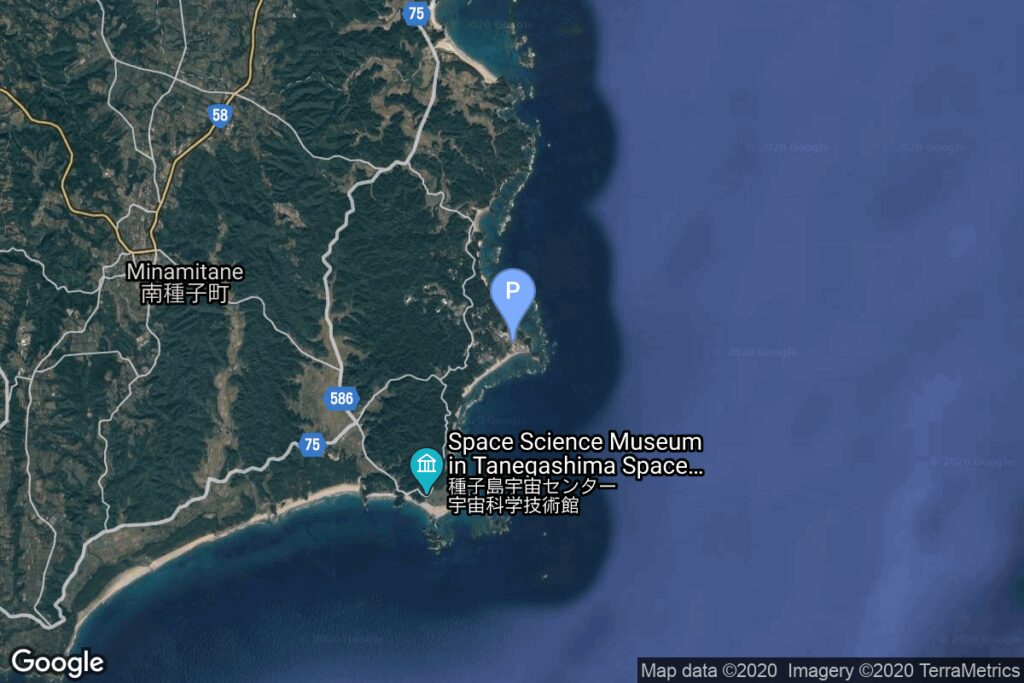 75
© 2020 Google
58
© 2020 Google
© 2020 Google
Minamitane
南種子町
P
© 2020 Google
586
© 2020 Google
75
Space Science Museum
in Tanegashima Space...
種子島宇宙センター
宇宙科学技術館
© 2020 Google
© 2020 Google
© 2020 Google
Google
Map data ©2020 Imagery ©2020 TerraMetrics